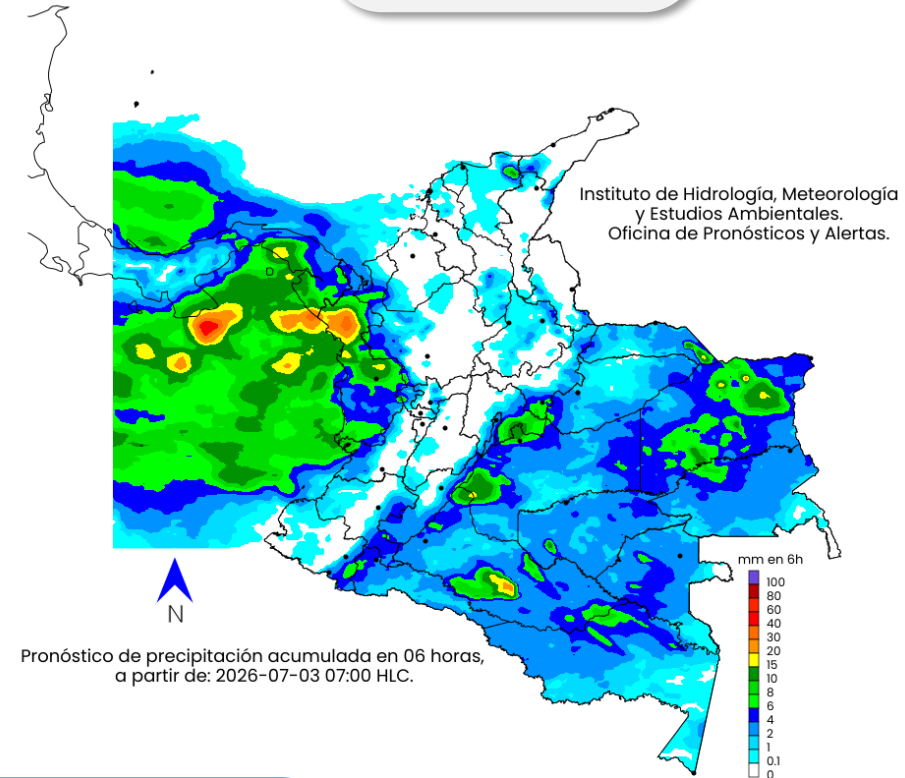 Instituto de Hidrología, Meteorología
y Estudios Ambientales.
Oficina de Pronósticos y Alertas.
D
mm en 6h
100
80
60
40
30
20
15
10
8
6
4
2
1
0.1
0
N
Pronóstico de precipitación acumulada en 06 horas,
a partir de: 2026-07-03 07:00 HLC.